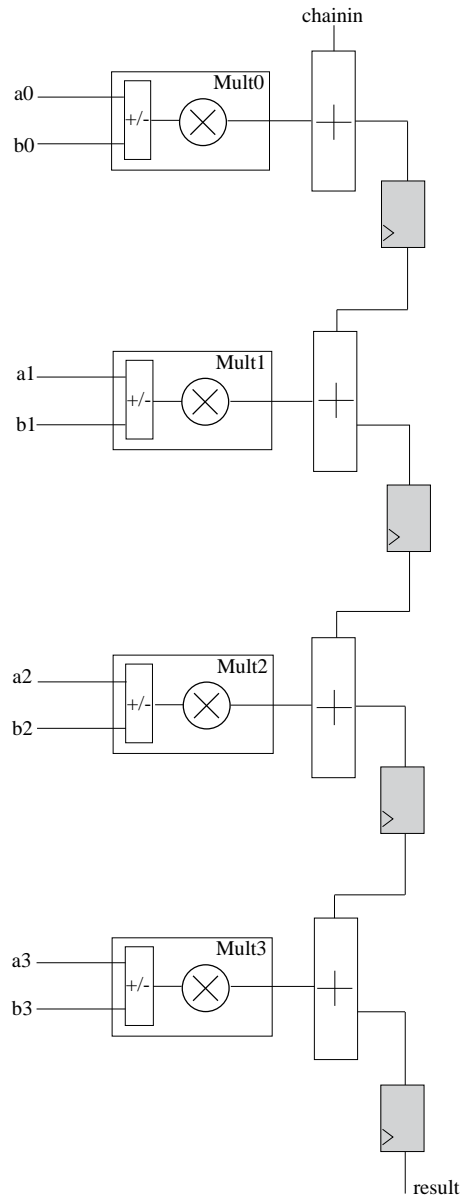 chainin
Mult0
a0
+/-
b0
Mult1
a1
+/-
b1
Mult2
a2
+/-
b2
Mult3
a3
+/-
b3
result